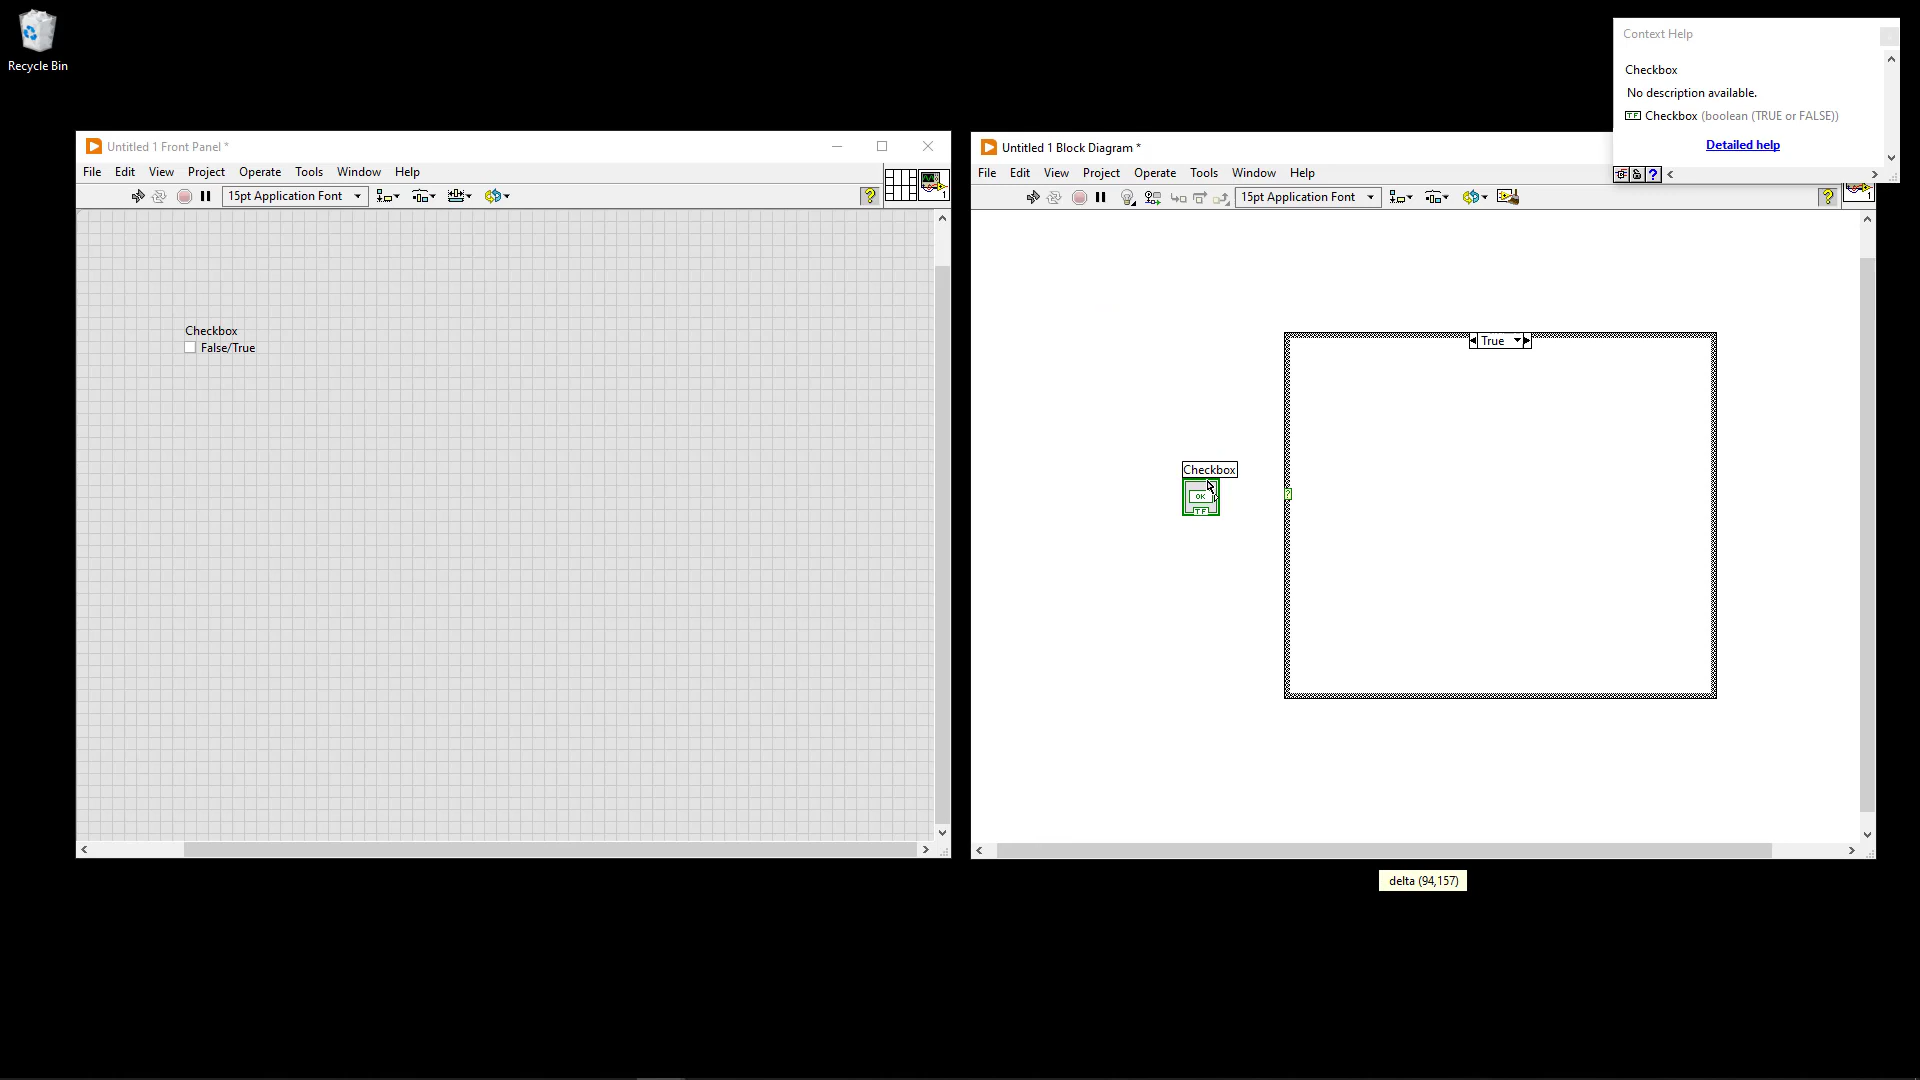 Recycle Bin
Untitled 1 Front Panel *
File Edit View Project Operate Tools Window Help
15pt Application Font
?
Checkbox
False/True
Untitled 1 Block Diagram *
File Edit View Project Operate Tools Window Help
15pt Application Font
?
1
True
Checkbox
OK
TF
?
delta (94,157)
Context Help
Checkbox
No description available.
TF Checkbox (boolean (TRUE or FALSE))
Detailed help
?